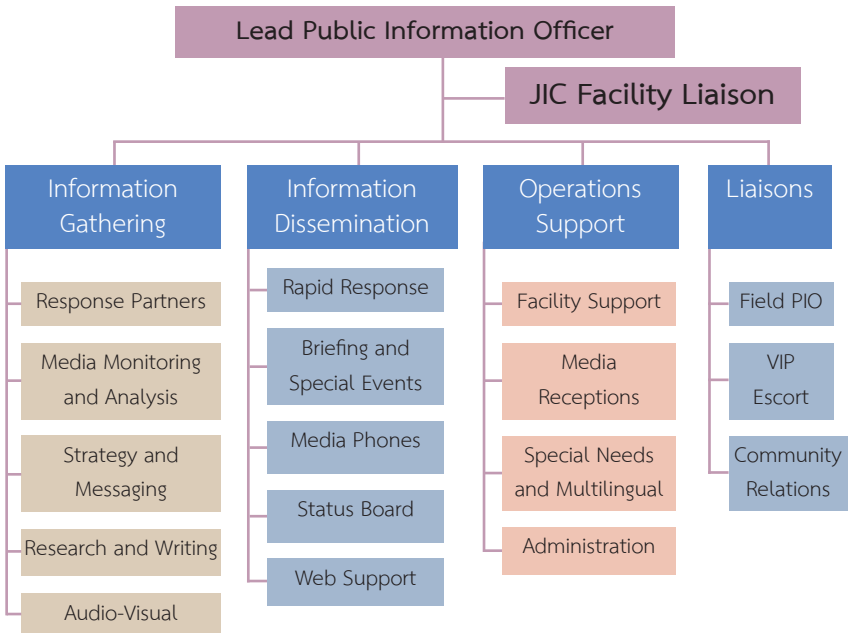 Lead Public Information Officer
JIC Facility Liaison
Information
Gathering
Response Partners
Media Monitoring
and Analysis
Strategy and
Messaging
Research and Writing
Audio-Visual
Information
Dissemination
Rapid Response
Briefing and
Special Events
Media Phones
Status Board
Web Support
Operations
Support
Facility Support
Media
Receptions
Special Needs
and Multilingual
Administration
Liaisons
Field PIO
VIP
Escort
Community
Relations